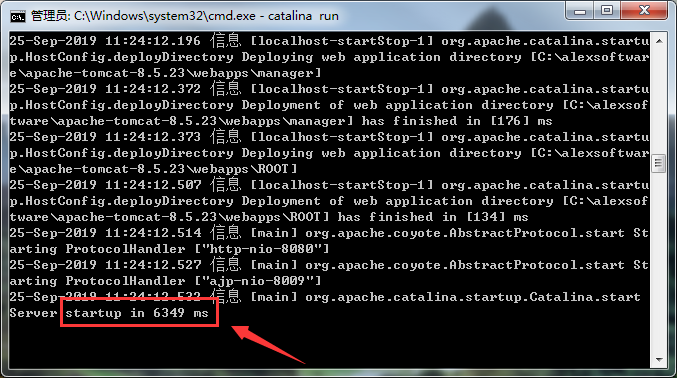 管理员: C:\Windows\system32\cmd.exe - catalina  run
25-Sep-2019 11:24:12.196 信息 [localhost-startStop-1] org.apache.catalina.startu
p.HostConfig.deployDirectory Deploying web application directory [C:\alexsoftwar
e\apache-tomcat-8.5.23\webapps\manager]
25-Sep-2019 11:24:12.372 信息 [localhost-startStop-1] org.apache.catalina.startu
p.HostConfig.deployDirectory Deployment of web application directory [C:\alexsof
tware\apache-tomcat-8.5.23\webapps\manager] has finished in [176] ms
25-Sep-2019 11:24:12.373 信息 [localhost-startStop-1] org.apache.catalina.startu
p.HostConfig.deployDirectory Deploying web application directory [C:\alexsoftwar
e\apache-tomcat-8.5.23\webapps\ROOT]
25-Sep-2019 11:24:12.507 信息 [localhost-startStop-1] org.apache.catalina.startu
p.HostConfig.deployDirectory Deployment of web application directory [C:\alexsof
tware\apache-tomcat-8.5.23\webapps\ROOT] has finished in [134] ms
25-Sep-2019 11:24:12.514 信息 [main] org.apache.coyote.AbstractProtocol.start St
arting ProtocolHandler ["http-nio-8080"]
25-Sep-2019 11:24:12.527 信息 [main] org.apache.coyote.AbstractProtocol.start St
arting ProtocolHandler ["ajp-nio-8009"]
25-Sep-2019 11:24:12.532 信息 [main] org.apache.catalina.startup.Catalina.start
Server startup in 6349 ms